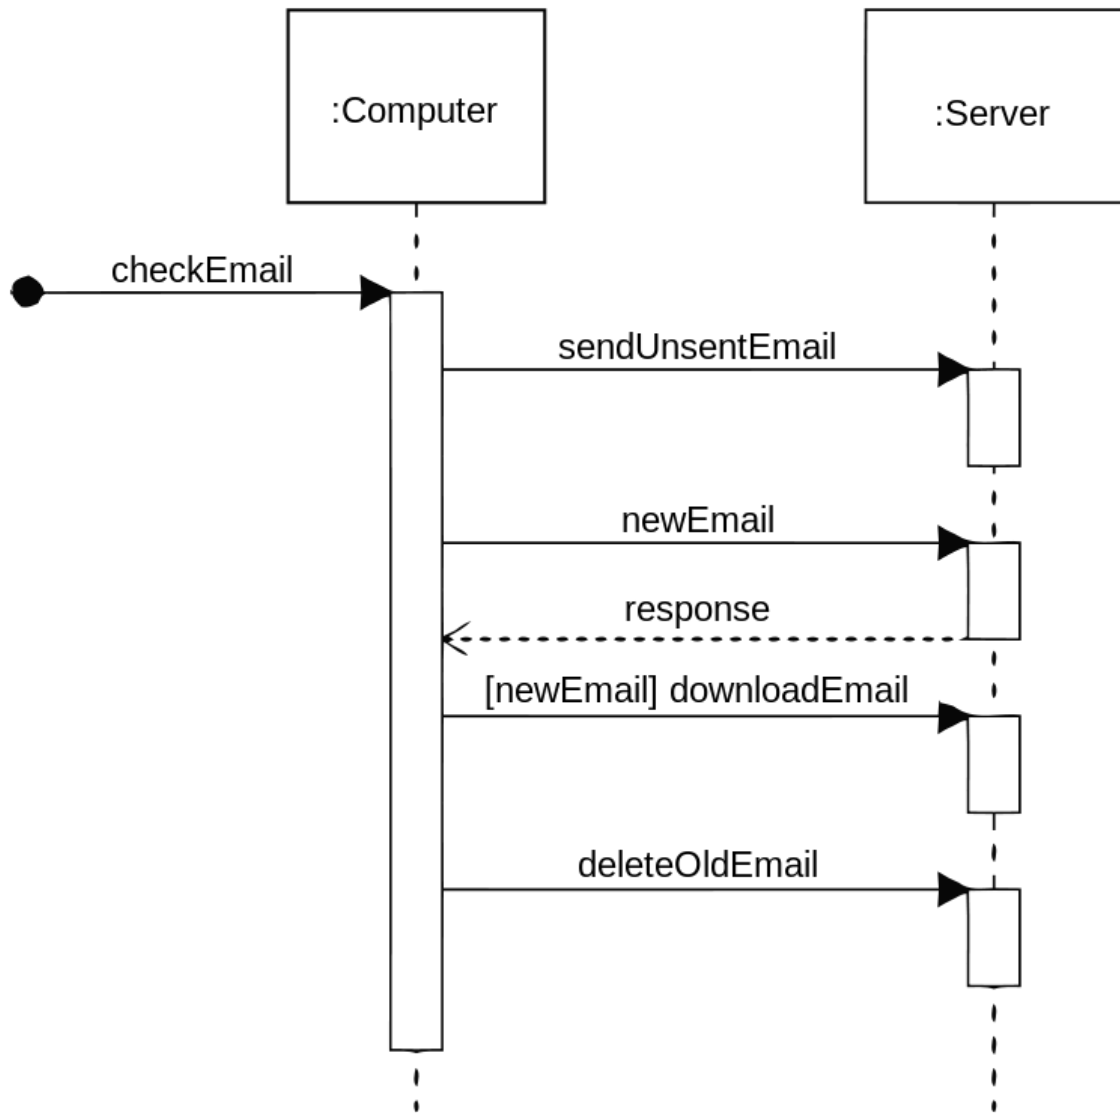 :Computer
:Server
checkEmail
sendUnsentEmail
newEmail
response
[newEmail] downloadEmail
deleteOldEmail